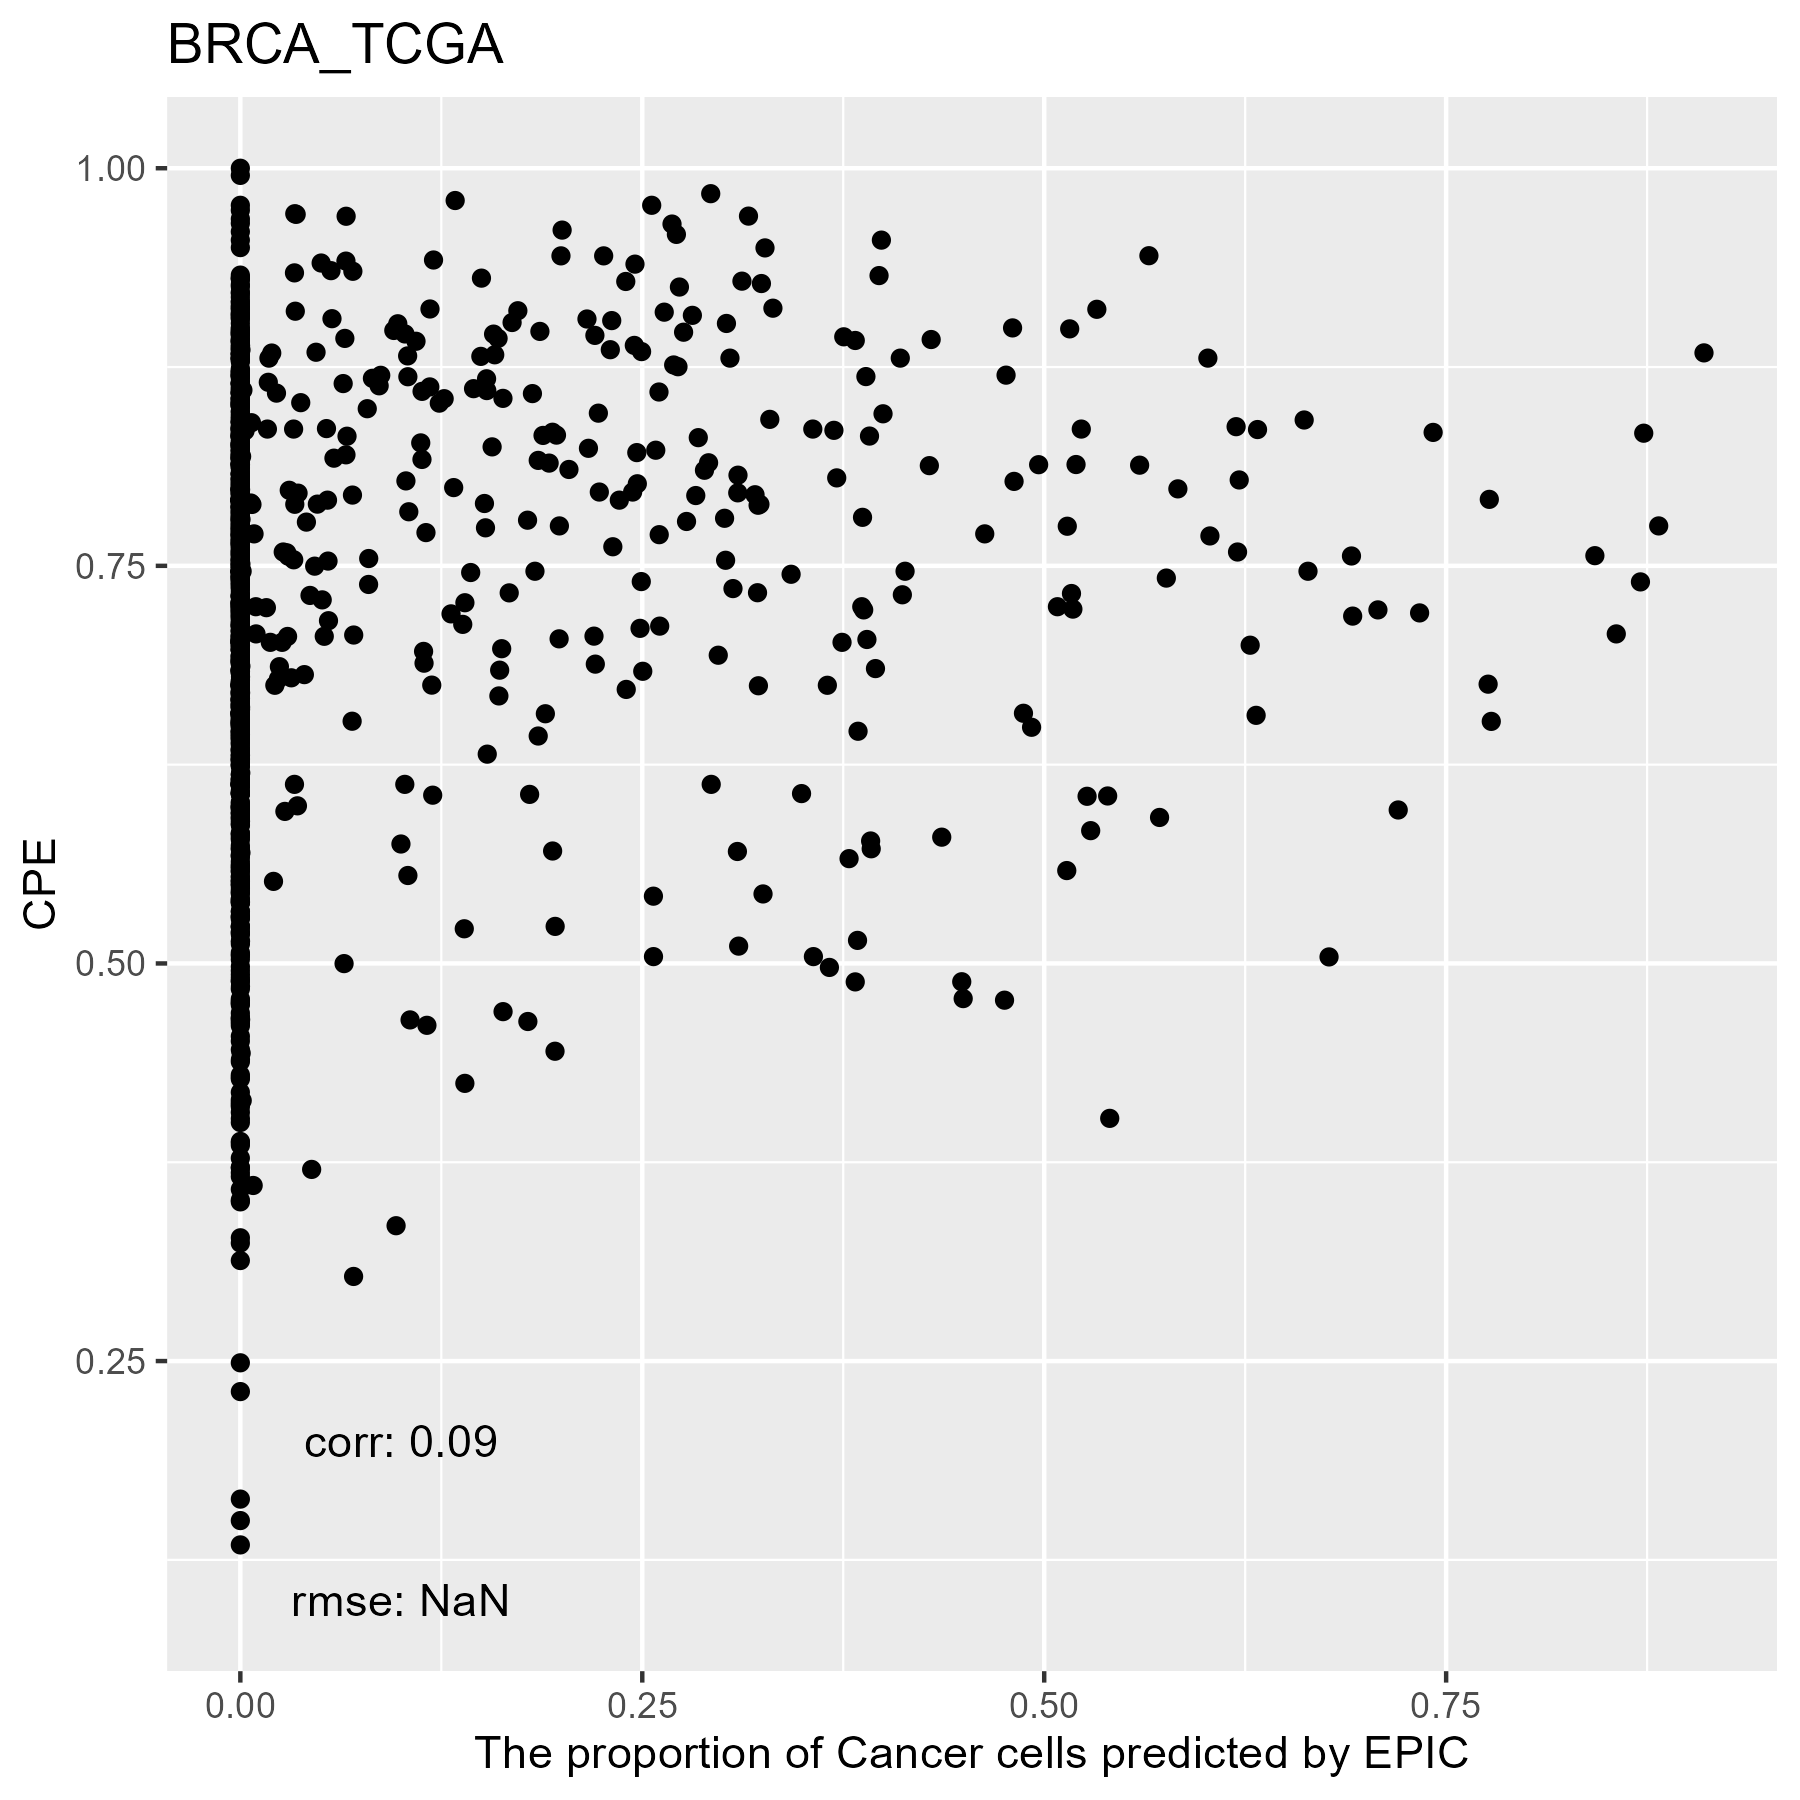 BRCA_TCGA
1.00
0.75
0.50
0.25
CPE
corr: 0.09
rmse: NaN
0.00 0.25 0.50 0.75
The proportion of Cancer cells predicted by EPIC